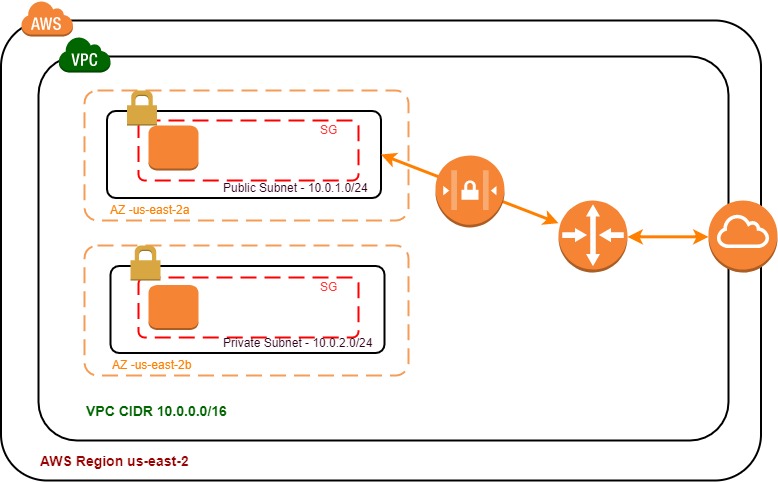 AWS
VPC
SG
Public Subnet - 10.0.1.0/24
AZ -us-east-2a
SG
Private Subnet - 10.0.2.0/24
AZ -us-east-2b
VPC CIDR 10.0.0.0/16
AWS Region us-east-2